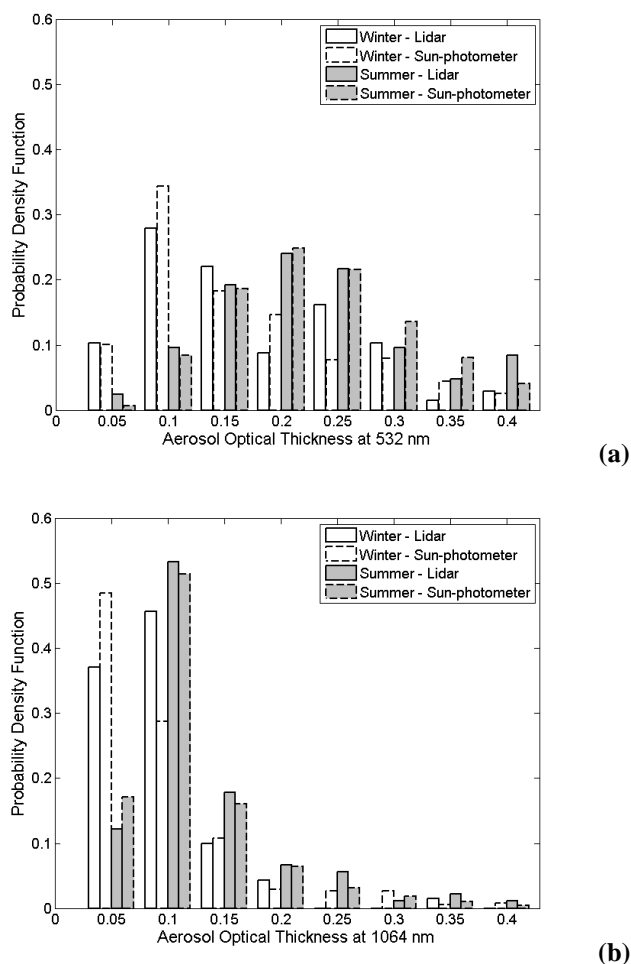 0.6
0.5
0.4
0.3
0.2
0.1
0
Probability Density Function
Winter - Lidar
Winter - Sun-photometer
Summer - Lidar
Summer - Sun-photometer
0 0.05 0.1 0.15 0.2 0.25 0.3 0.35 0.4
Aerosol Optical Thickness at 532 nm
(a)
0.6
0.5
0.4
0.3
0.2
0.1
0
Probability Density Function
Winter - Lidar
Winter - Sun-photometer
Summer - Lidar
Summer - Sun-photometer
0 0.05 0.1 0.15 0.2 0.25 0.3 0.35 0.4
Aerosol Optical Thickness at 1064 nm
(b)